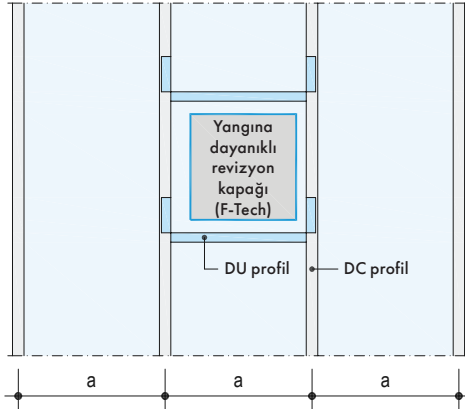 Yangına
dayanıklı
revizyon
kapağı
(F-Tech)
DU profil
DC profil
a
a
a